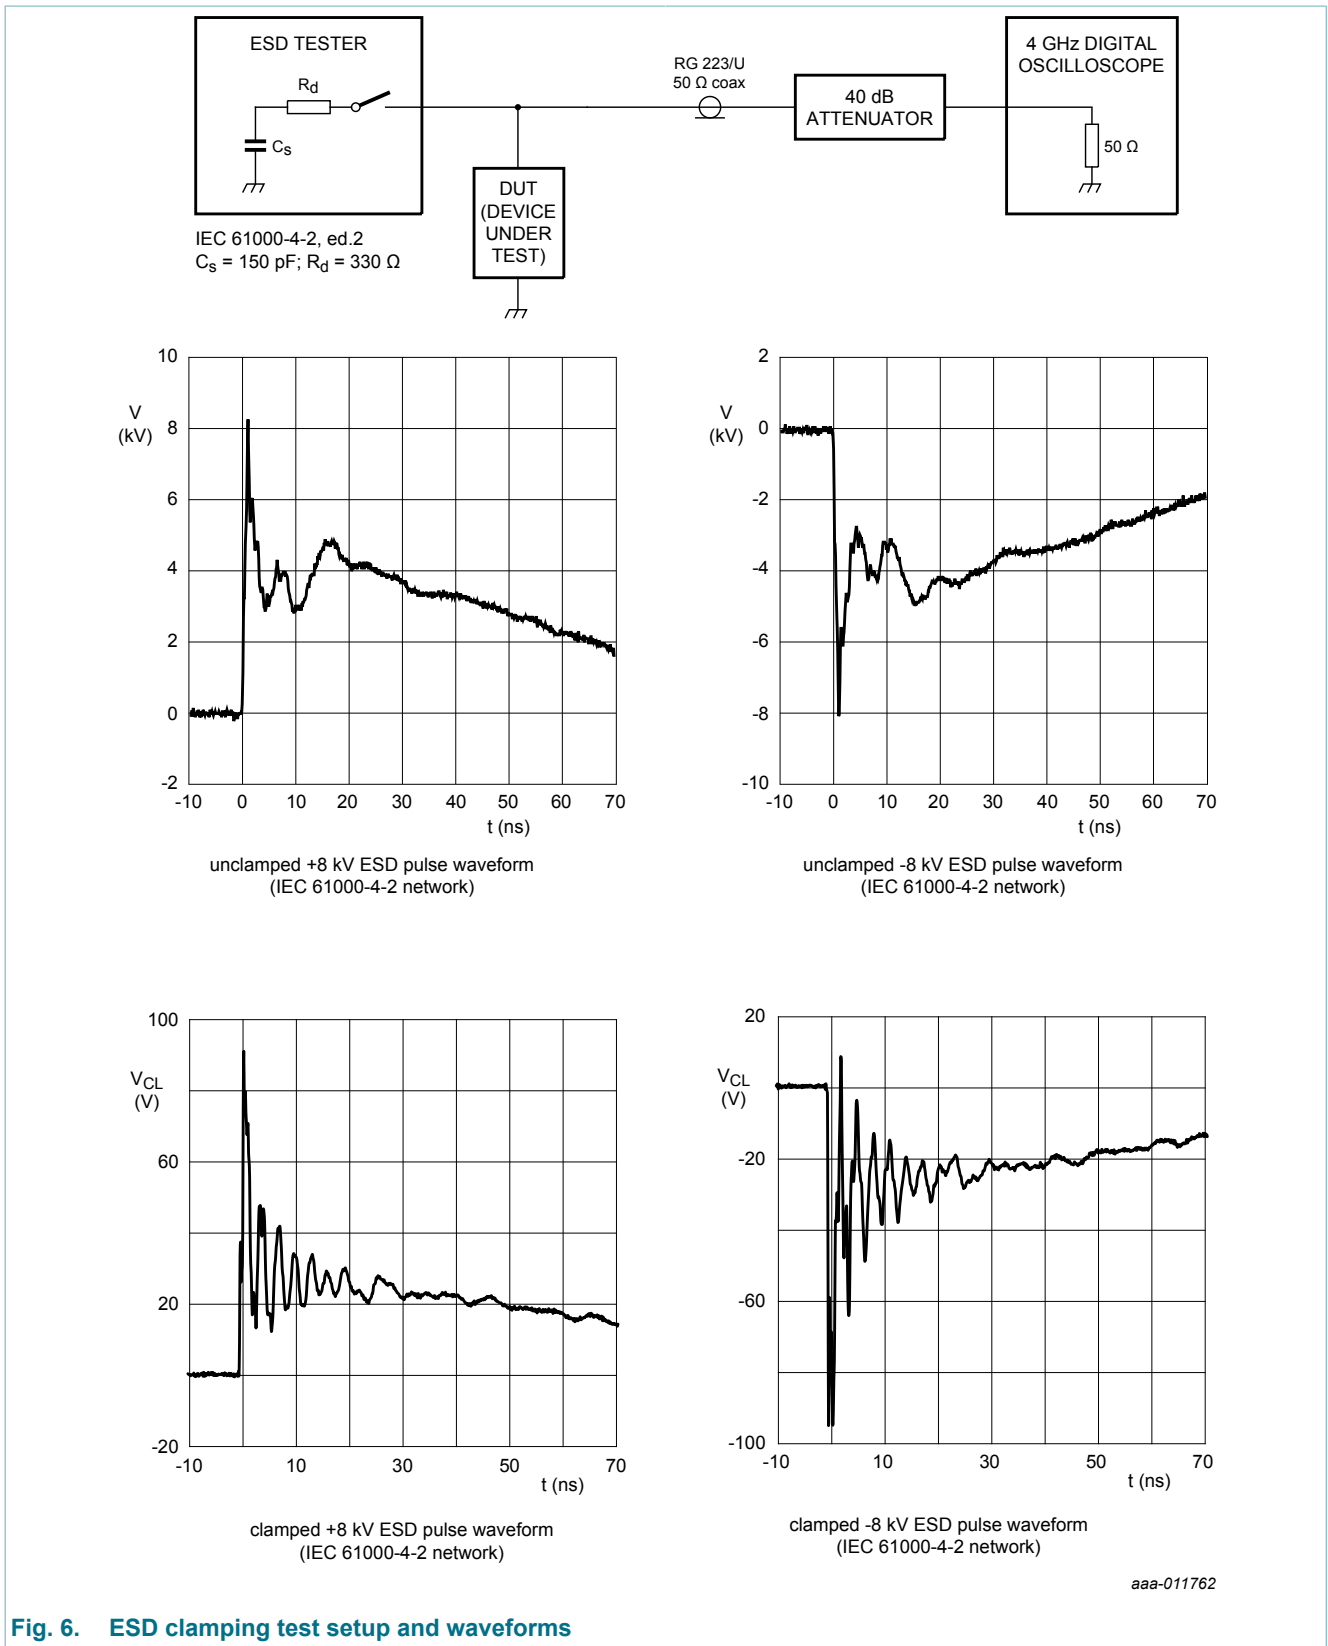 ESD TESTER
Rd
Cs
IEC 61000-4-2, ed.2
Cs = 150 pF; Rd = 330 Ω
DUT
(DEVICE
UNDER
TEST)
RG 223/U
50 Ω coax
40 dB
ATTENUATOR
4 GHz DIGITAL
OSCILLOSCOPE
50 Ω
V
(kV)
10
8
6
4
2
0
-2
-10 0 10 20 30 40 50 60 70
t (ns)
unclamped +8 kV ESD pulse waveform
(IEC 61000-4-2 network)
V
(kV)
2
0
-2
-4
-6
-8
-10
-10 0 10 20 30 40 50 60 70
t (ns)
unclamped -8 kV ESD pulse waveform
(IEC 61000-4-2 network)
VCL
(V)
100
60
20
-20
-10 10 30 50 70
t (ns)
clamped +8 kV ESD pulse waveform
(IEC 61000-4-2 network)
VCL
(V)
20
-20
-60
-100
-10 10 30 50 70
t (ns)
clamped -8 kV ESD pulse waveform
(IEC 61000-4-2 network)
aaa-011762
Fig. 6. ESD clamping test setup and waveforms